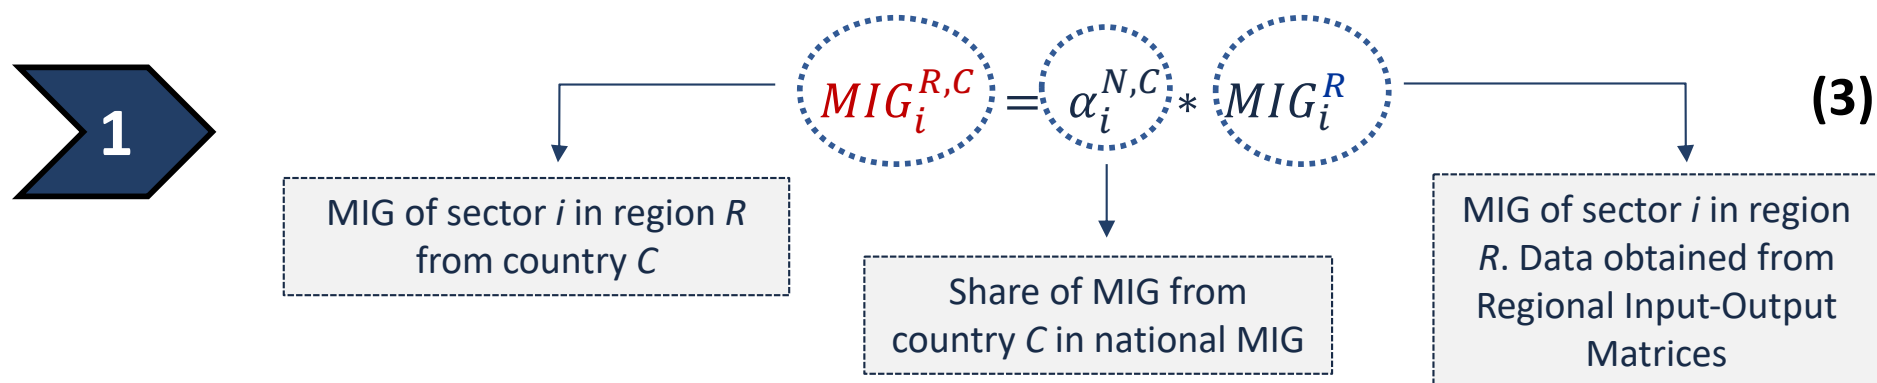 1
MIG_i^{R,C} = α_i^{N,C} * MIG_i^R
(3)
MIG of sector i in region R
from country C
Share of MIG from
country C in national MIG
MIG of sector i in region
R. Data obtained from
Regional Input-Output
Matrices